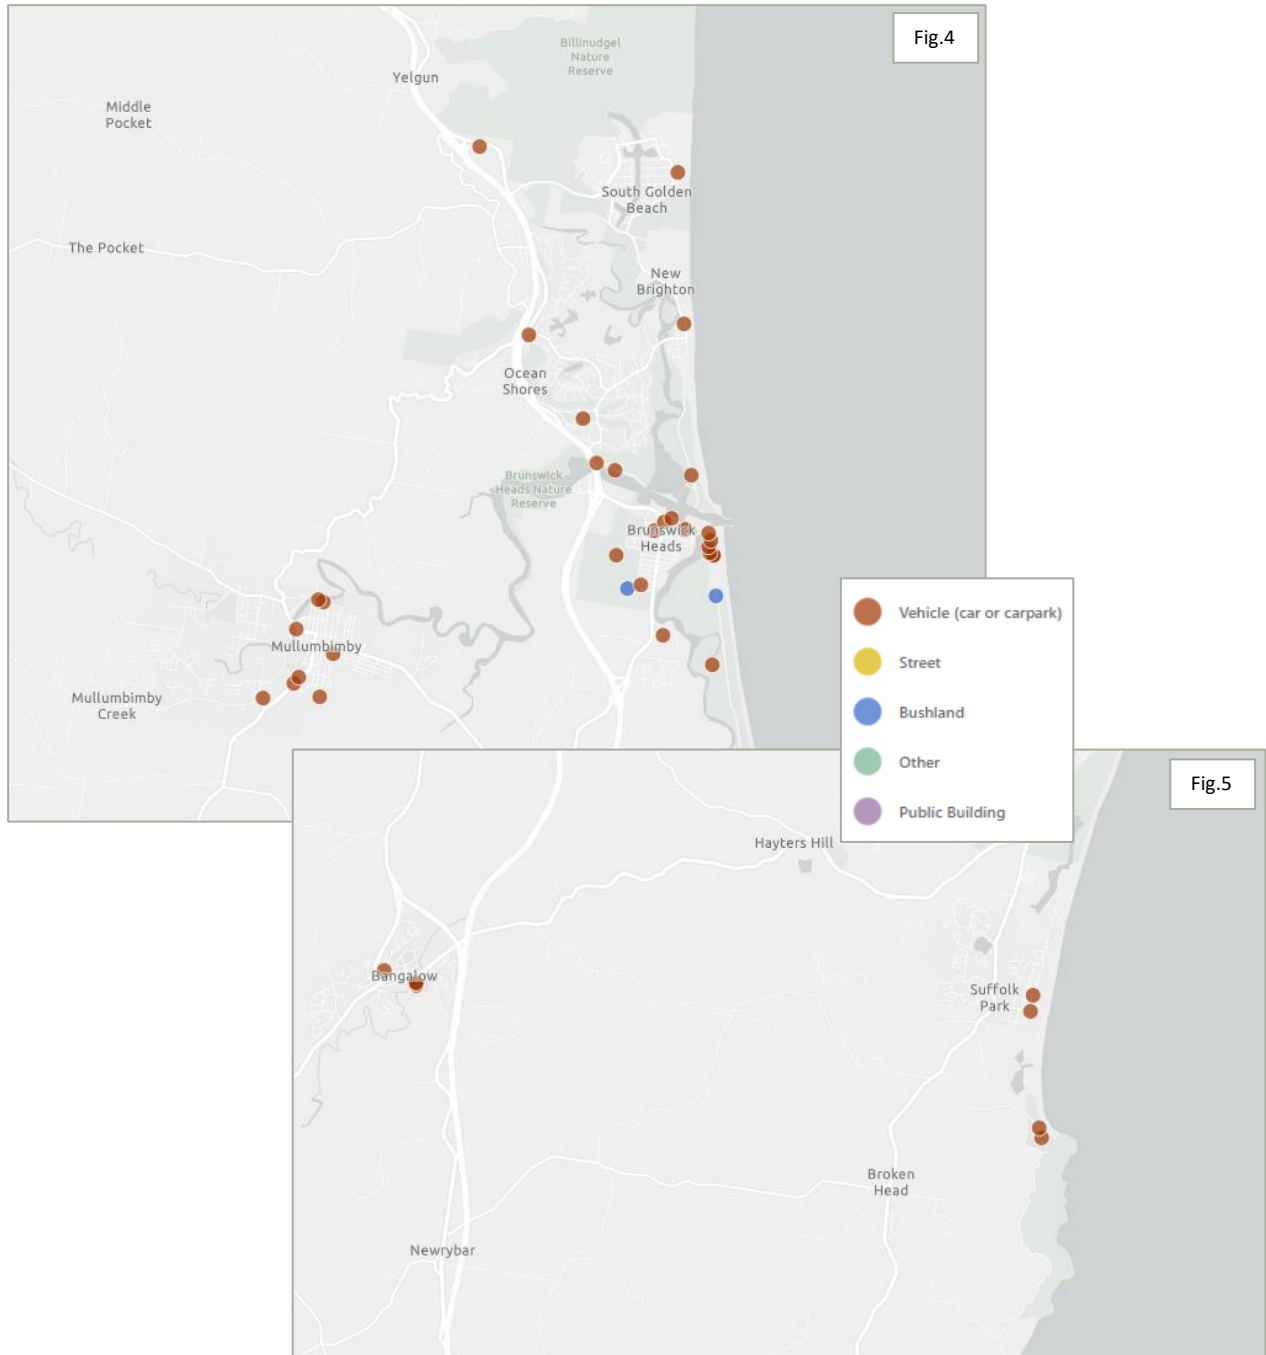 Fig.4
Billinudgel
Nature
Reserve
Yelgun
Middle
Pocket
South Golden
Beach
The Pocket
New
Brighton
Ocean
Shores
Brunswick
Heads Nature
Reserve
Brunswick
Heads
Mullumbimby
Mullumbimby
Creek
Vehicle (car or carpark)
Street
Bushland
Other
Public Building
Fig.5
Hayters Hill
Bangalow
Suffolk
Park
Broken
Head
Newrybar